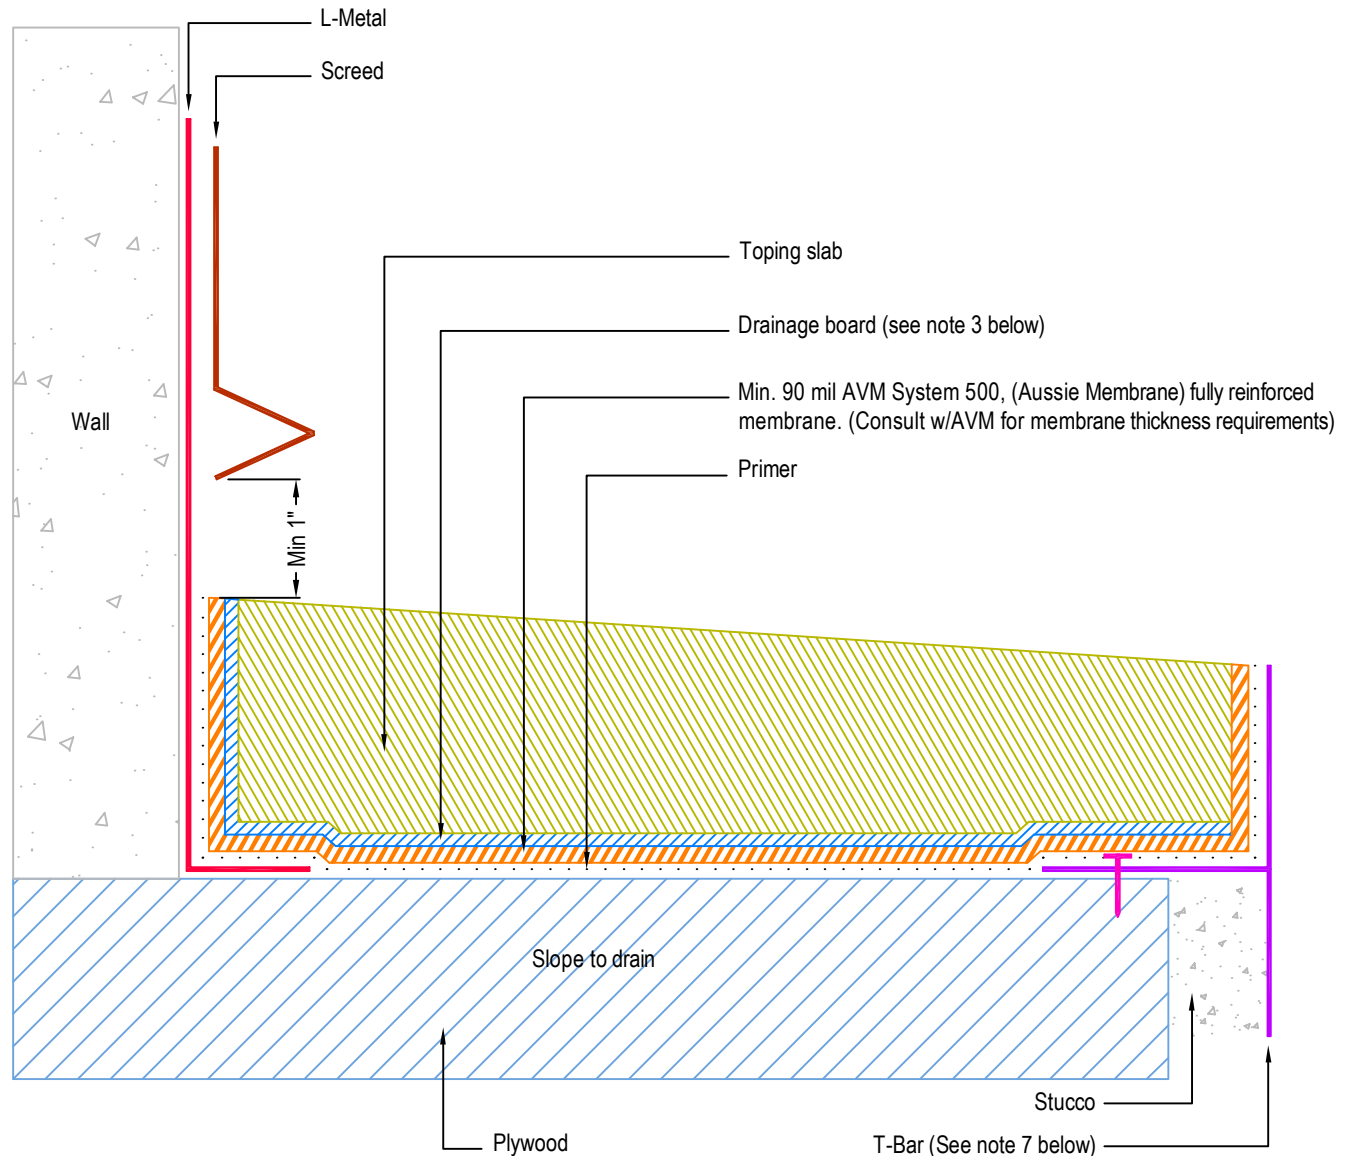 L-Metal
Screed
Toping slab
Drainage board (see note 3 below)
Min. 90 mil AVM System 500, (Aussie Membrane) fully reinforced
membrane. (Consult w/AVM for membrane thickness requirements)
Wall
Primer
Min 1"
Slope to drain
Stucco
Plywood
T-Bar (See note 7 below)